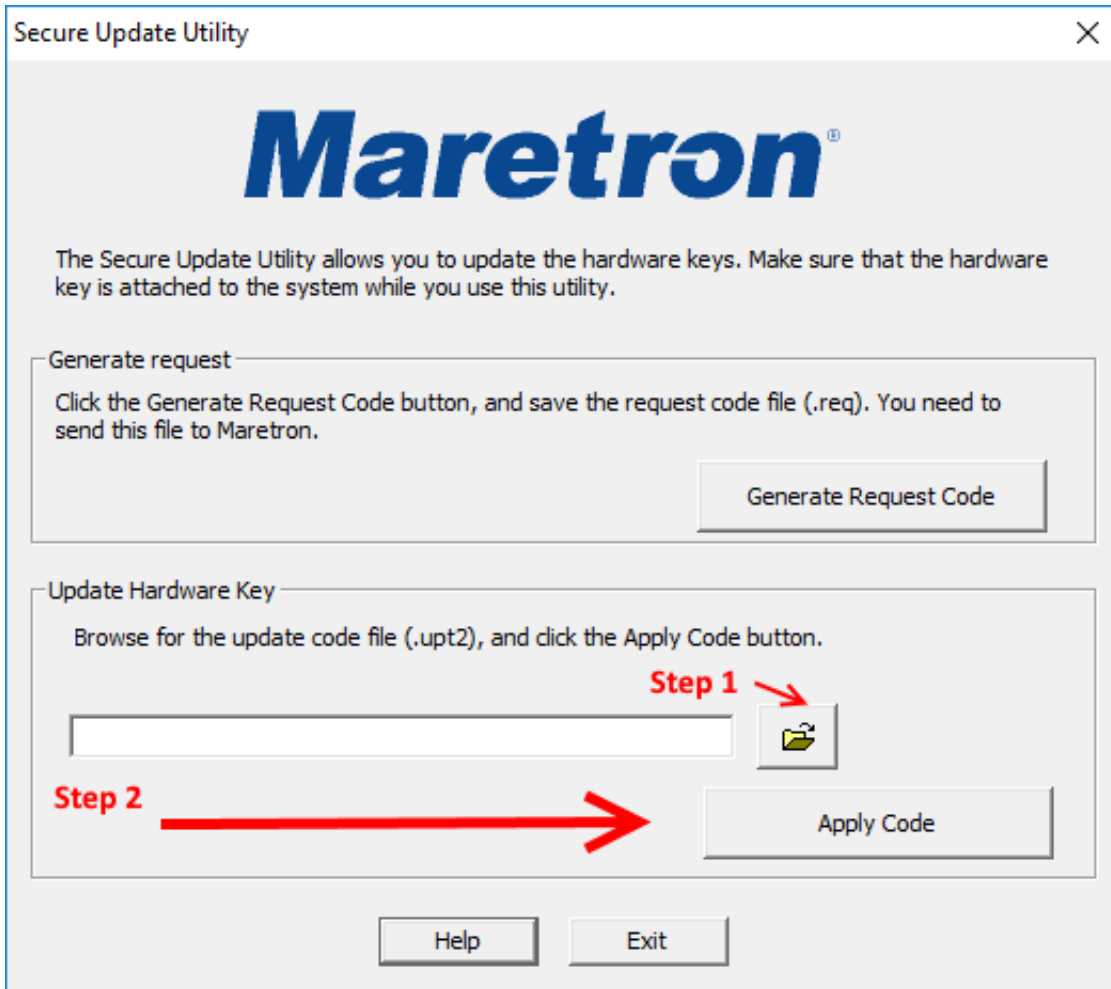 Secure Update Utility
Maretron®
The Secure Update Utility allows you to update the hardware keys. Make sure that the hardware
key is attached to the system while you use this utility.
Generate request
Click the Generate Request Code button, and save the request code file (.req). You need to
send this file to Maretron.
Generate Request Code
Update Hardware Key
Browse for the update code file (.upt2), and click the Apply Code button.
Step 1
Step 2
Apply Code
Help
Exit